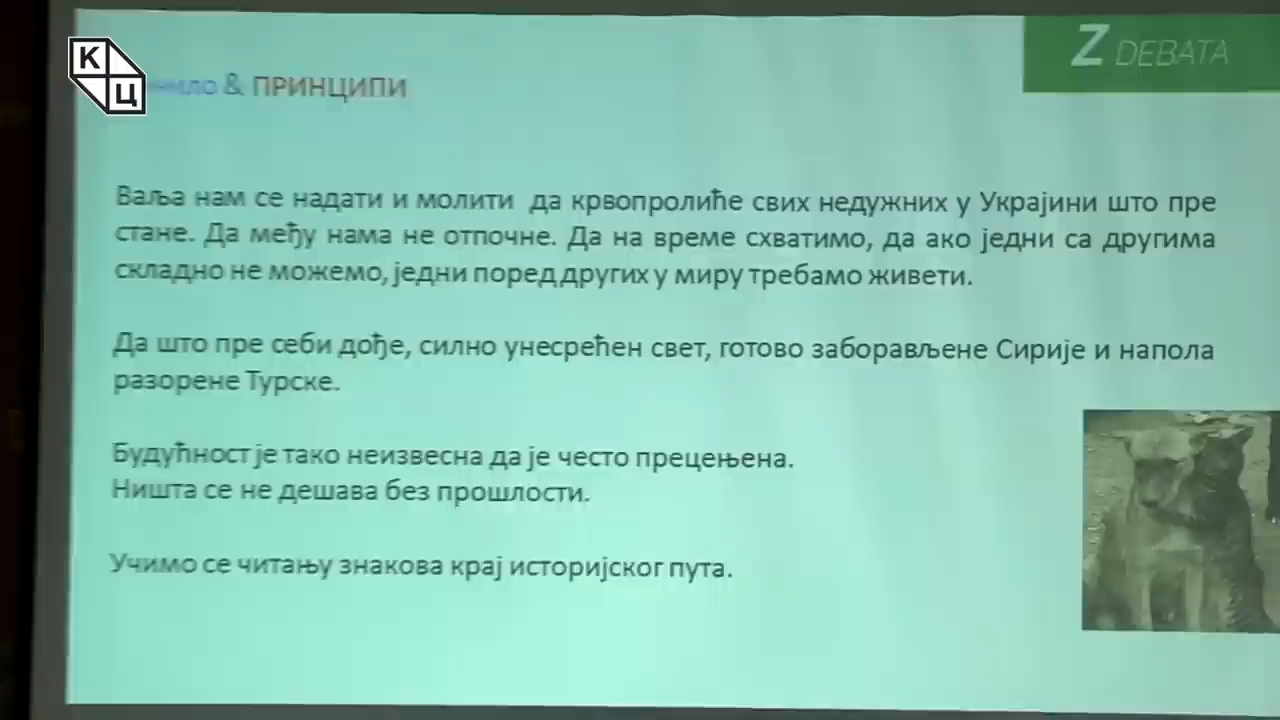 К
Ц
Z DEBATA
& ПРИНЦИПИ
Ваља нам се надати и молити да крвопролиће свих недужних у Украјини што пре
стане. Да међу нама не отпочне. Да на време схватимо, да ако једни са другима
складно не можемо, једни поред других у миру требамо живети.
Да што пре себи дође, силно унесрећен свет, готово заборављене Сирије и напола
разорене Турске.
Будућност је тако неизвесна да је често прецењена.
Ништа се не дешава без прошлости.
Учимо се читању знакова крај историјског пута.